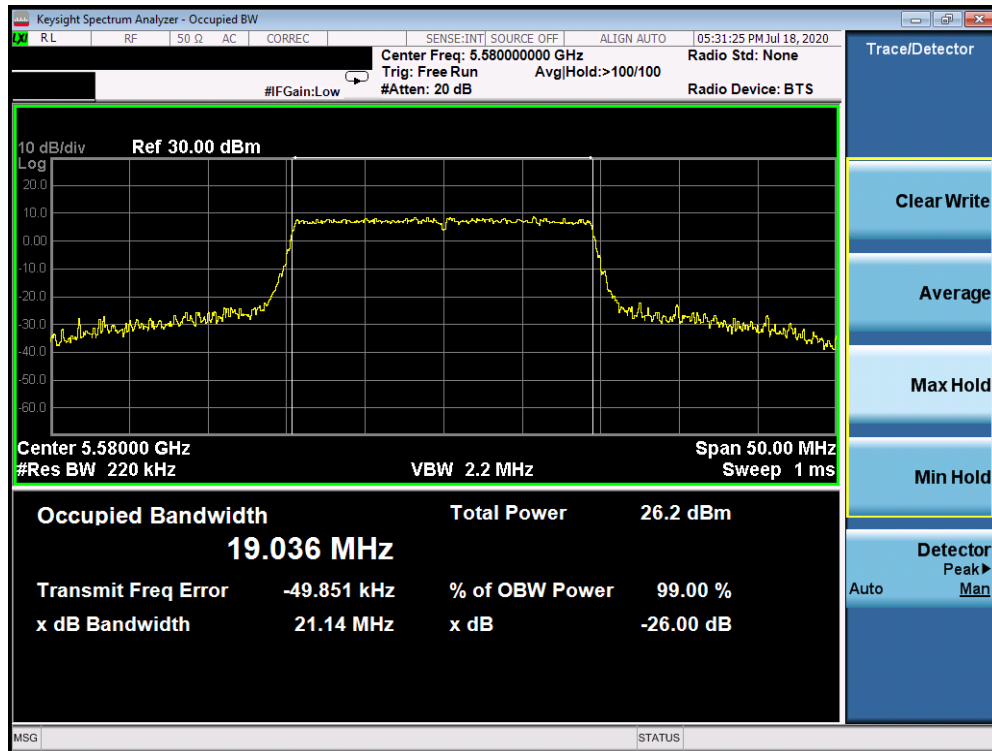 Keysight Spectrum Analyzer - Occupied BW
LXI RL RF 50 Ω AC CORREC SENSE:INT SOURCE OFF ALIGN AUTO 05:31:25 PM Jul 18, 2020
Center Freq: 5.580000000 GHz Radio Std: None
Trig: Free Run Avg|Hold:>100/100
#IFGain:Low #Atten: 20 dB Radio Device: BTS
10 dB/div Ref 30.00 dBm
Log
20.0
10.0
0.00
-10.0
-20.0
-30.0
-40.0
-50.0
-60.0
Center 5.58000 GHz Span 50.00 MHz
#Res BW 220 kHz VBW 2.2 MHz Sweep 1 ms
Occupied Bandwidth Total Power 26.2 dBm
19.036 MHz
Transmit Freq Error -49.851 kHz % of OBW Power 99.00 %
x dB Bandwidth 21.14 MHz x dB -26.00 dB
MSG STATUS
Trace/Detector
Clear Write
Average
Max Hold
Min Hold
Detector
Peak▶
Auto Man